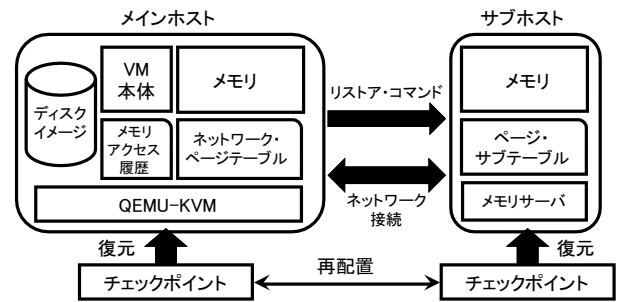 メインホスト
サブホスト
ディスク
イメージ
VM
本体
メモリ
メモリ
アクセス
履歴
ネットワーク・
ページテーブル
QEMU-KVM
リストア・コマンド
ネットワーク
接続
メモリ
ページ・
サブテーブル
メモリサーバ
復元
復元
チェックポイント
再配置
チェックポイント